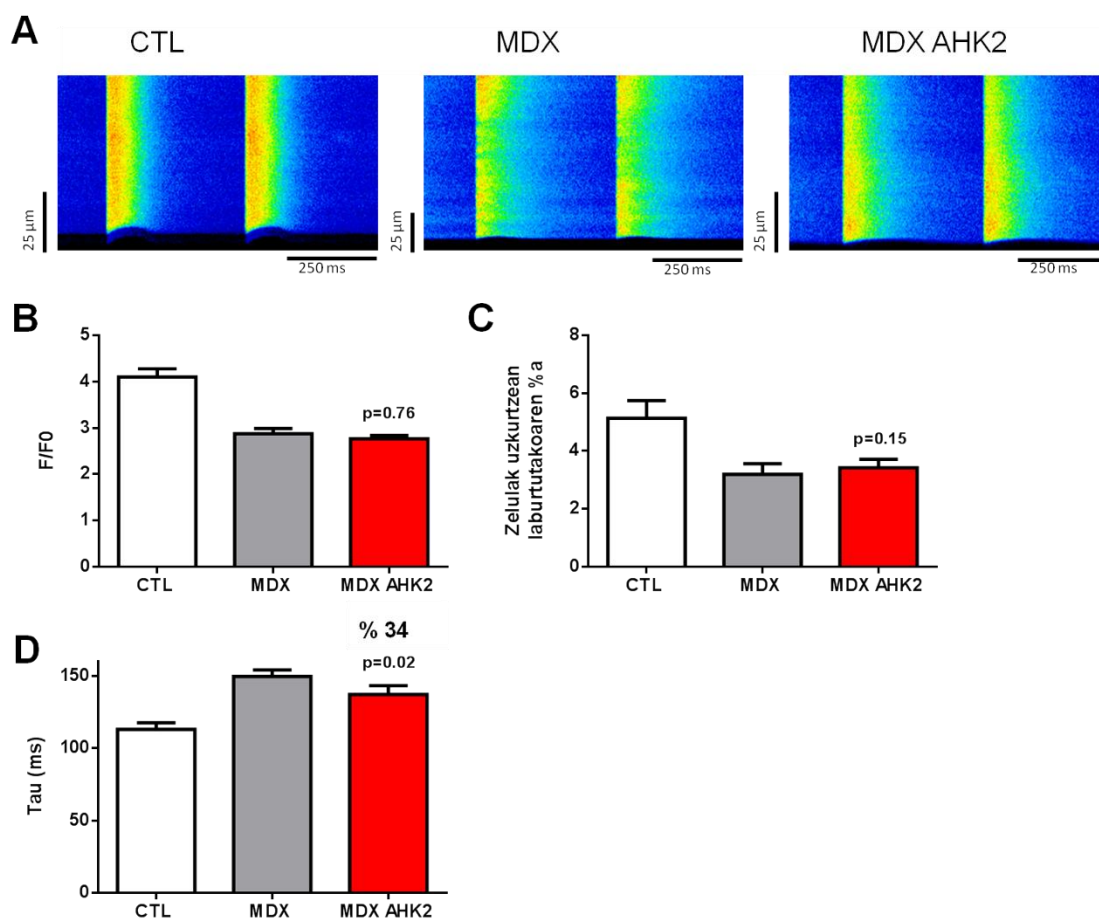 A
CTL
MDX
MDX AHK2
25 µm
25 µm
25 µm
250 ms
250 ms
250 ms
B
5
4
3
2
1
0
F/F0
p=0.76
CTL
MDX
MDX AHK2
C
8
6
4
2
0
Zelulak uzkurtzean
laburtutakoaren % a
p=0.15
CTL
MDX
MDX AHK2
D
% 34
p=0.02
150
100
50
0
Tau (ms)
CTL
MDX
MDX AHK2